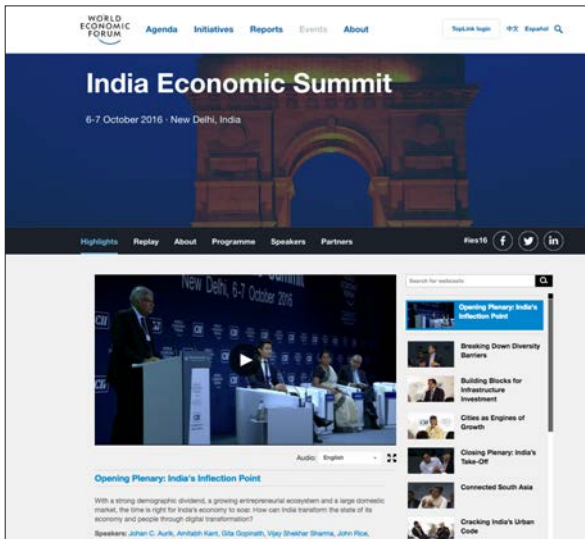 WORLD
ECONOMIC
FORUM
Agenda Initiatives Reports Events About
TopLink login 中文 Español
India Economic Summit
6-7 October 2016 · New Delhi, India
Highlights Replay About Programme Speakers Partners
#ies16
Summit
New Delhi, 6-7 October 2016
CII
Search for webcasts
Opening Plenary: India's
Inflection Point
Breaking Down Diversity
Barriers
Building Blocks for
Infrastructure
Investment
Cities as Engines of
Growth
Closing Plenary: India's
Take-Off
Connected South Asia
Cracking India's Urban
Code
Audio: English
Opening Plenary: India's Inflection Point
With a strong demographic dividend, a growing entrepreneurial ecosystem and a large domestic
market, the time is right for India's economy to soar. How can India transform the state of its
economy and people through digital transformation?
Speakers: Johan C. Aurik, Amitabh Kant, Gita Gopinath, Vijay Shekhar Sharma, John Rice,